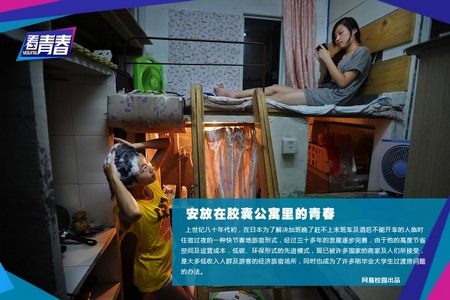 看青春
YOUNG
安放在胶囊公寓里的青春
上世纪八十年代初，在日本为了解决加班晚了赶不上末班车及酒后不能开车的人临时
住宿过夜的一种快节奏地旅宿形式，经过三十多年的发展逐步完善，由于他的高度节省
空间及运营成本、低碳、环保形式的先进模式，现已被许多国家的商家及人们所接受，
是大多低收入人群及游客的经济旅宿场所，同时也成为了许多刚毕业大学生过渡房问题
的办法。
网易校园出品